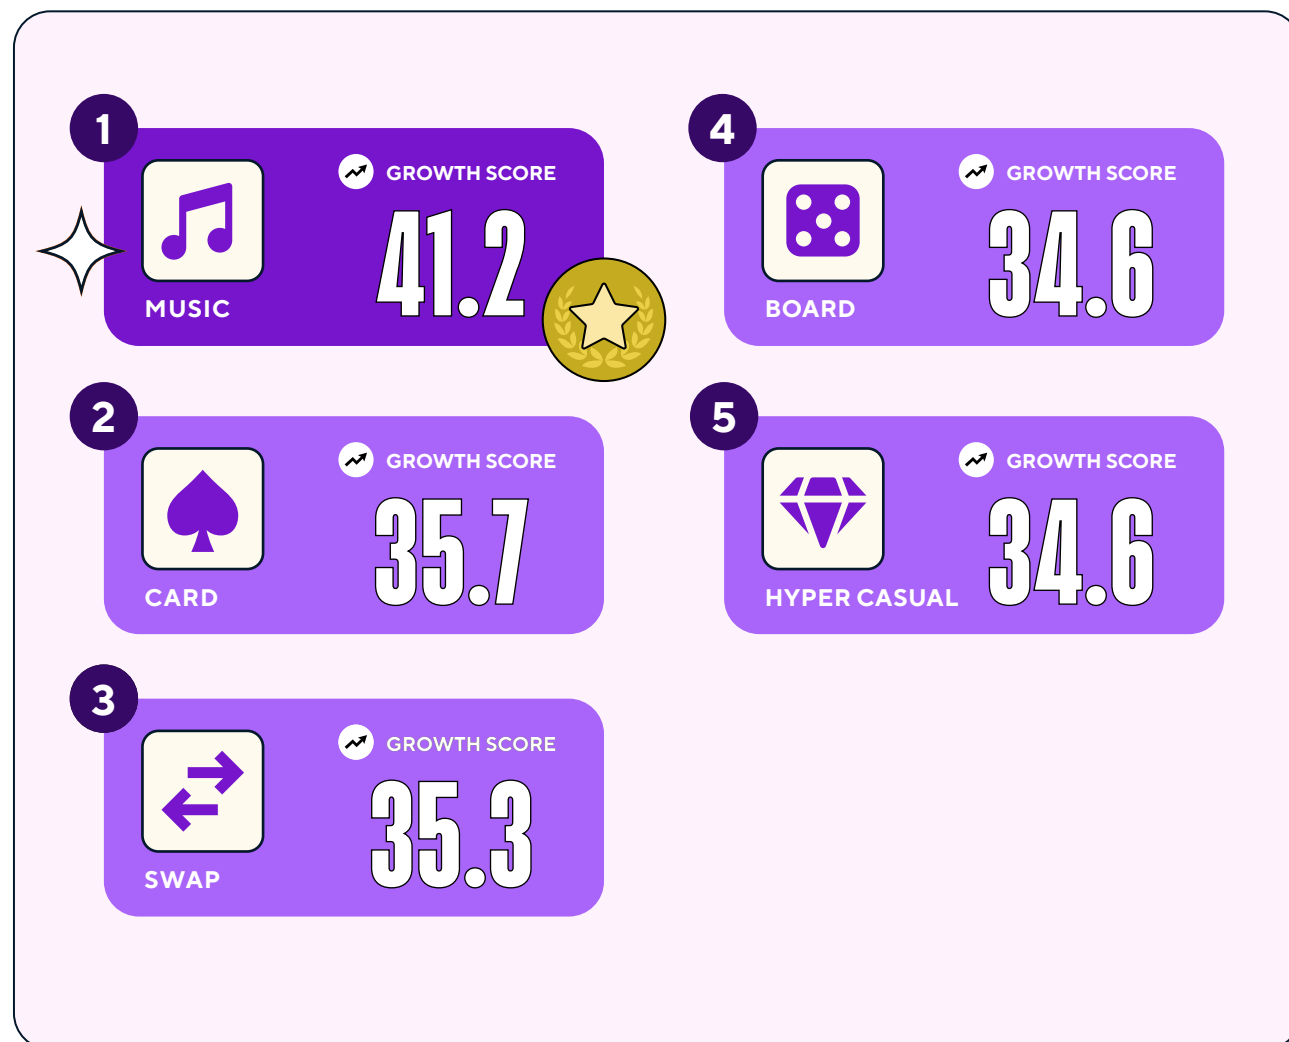 1
GROWTH SCORE
41.2
MUSIC
2
GROWTH SCORE
35.7
CARD
3
GROWTH SCORE
35.3
SWAP
4
GROWTH SCORE
34.6
BOARD
5
GROWTH SCORE
34.6
HYPER CASUAL